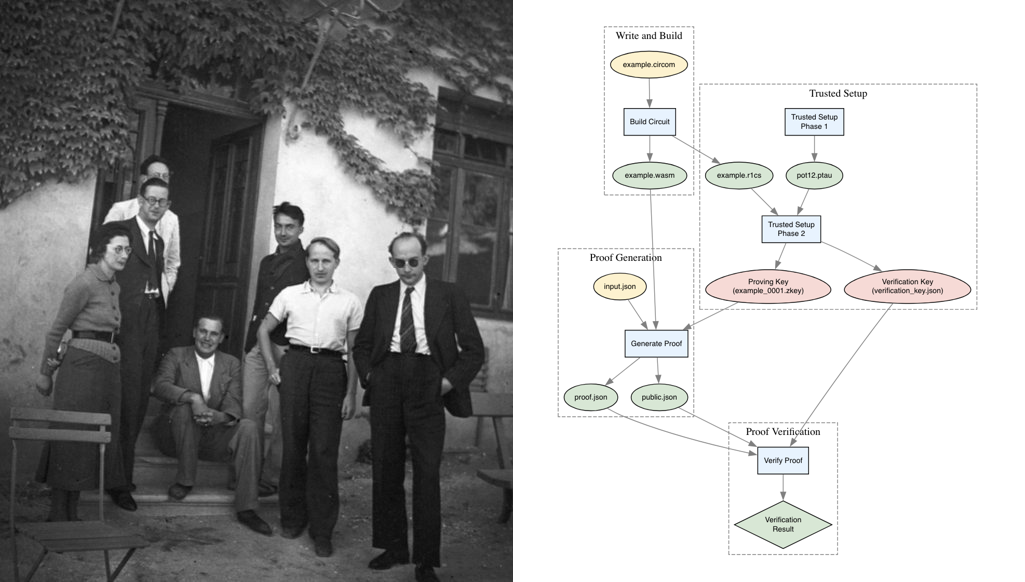 Write and Build
example.circom
Build Circuit
example.wasm
Trusted Setup
Trusted Setup
Phase 1
example.r1cs
pot12.ptau
Trusted Setup
Phase 2
Proving Key
(example_0001.zkey)
Verification Key
(verification_key.json)
Proof Generation
input.json
Generate Proof
proof.json
public.json
Proof Verification
Verify Proof
Verification
Result